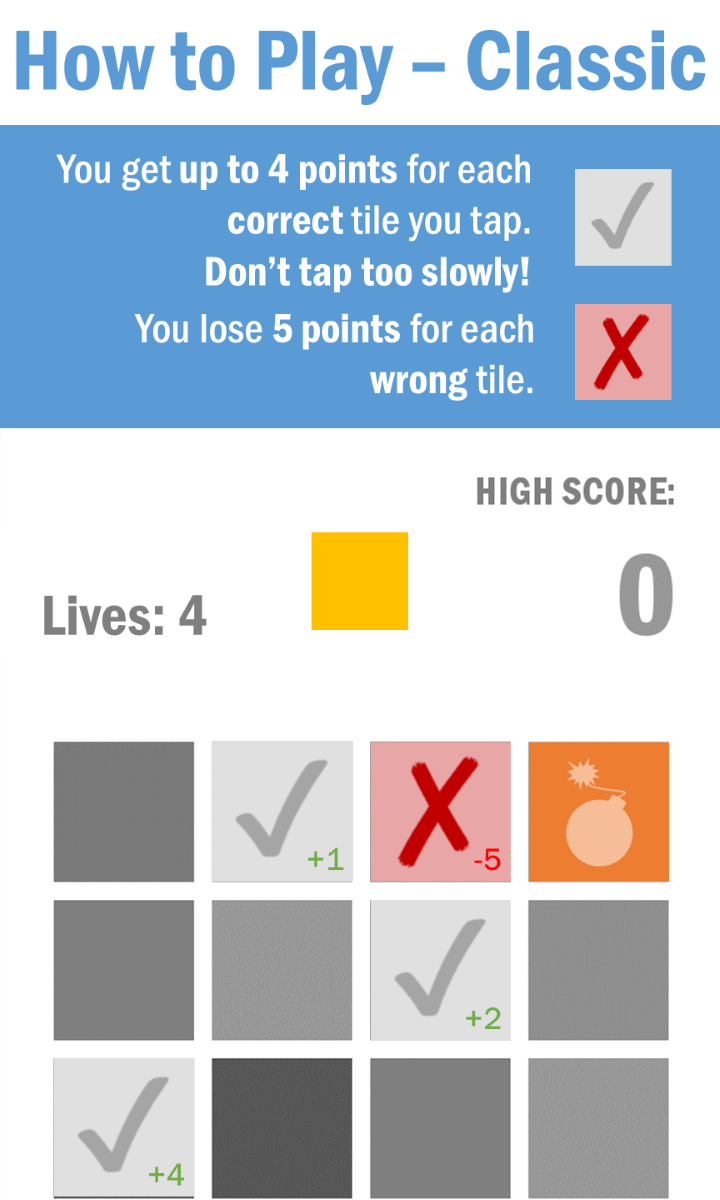 How to Play – Classic
You get up to 4 points for each
correct tile you tap.
Don’t tap too slowly!
You lose 5 points for each
wrong tile.
HIGH SCORE:
Lives: 4
0
+1
-5
+2
+4